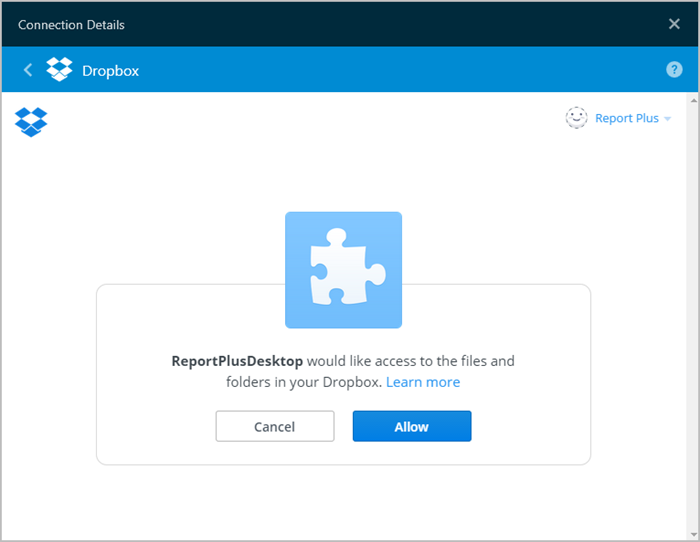 Connection Details
Dropbox
?
Report Plus
ReportPlusDesktop would like access to the files and
folders in your Dropbox. Learn more
Cancel
Allow